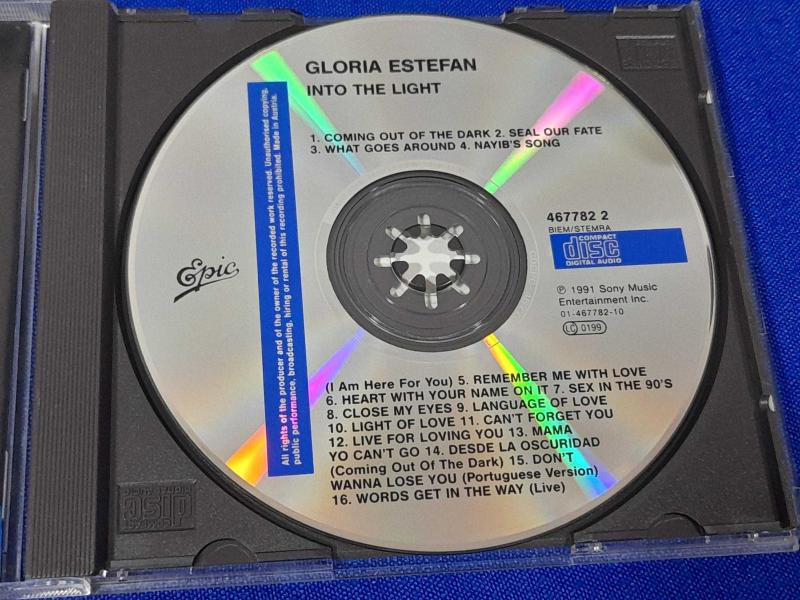 GLORIA ESTEFAN
INTO THE LIGHT
1. COMING OUT OF THE DARK 2. SEAL OUR FATE
3. WHAT GOES AROUND 4. NAYIB'S SONG
All rights of the producer and of the owner of the recorded work reserved. Unauthorised copying,
public performance, broadcasting, hiring or rental of this recording prohibited. Made in Austria.
Epic
467782 2
BIEM/STEMRA
COMPACT
disc
DIGITAL AUDIO
℗ 1991 Sony Music
Entertainment Inc.
01-467782-10
LC 0199
(I Am Here For You) 5. REMEMBER ME WITH LOVE
6. HEART WITH YOUR NAME ON IT 7. SEX IN THE 90'S
8. CLOSE MY EYES 9. LANGUAGE OF LOVE
10. LIGHT OF LOVE 11. CAN'T FORGET YOU
12. LIVE FOR LOVING YOU 13. MAMA
YO CAN'T GO 14. DESDE LA OSCURIDAD
(Coming Out Of The Dark) 15. DON'T
WANNA LOSE YOU (Portuguese Version)
16. WORDS GET IN THE WAY (Live)
COMPACT
disc
DIGITAL AUDIO